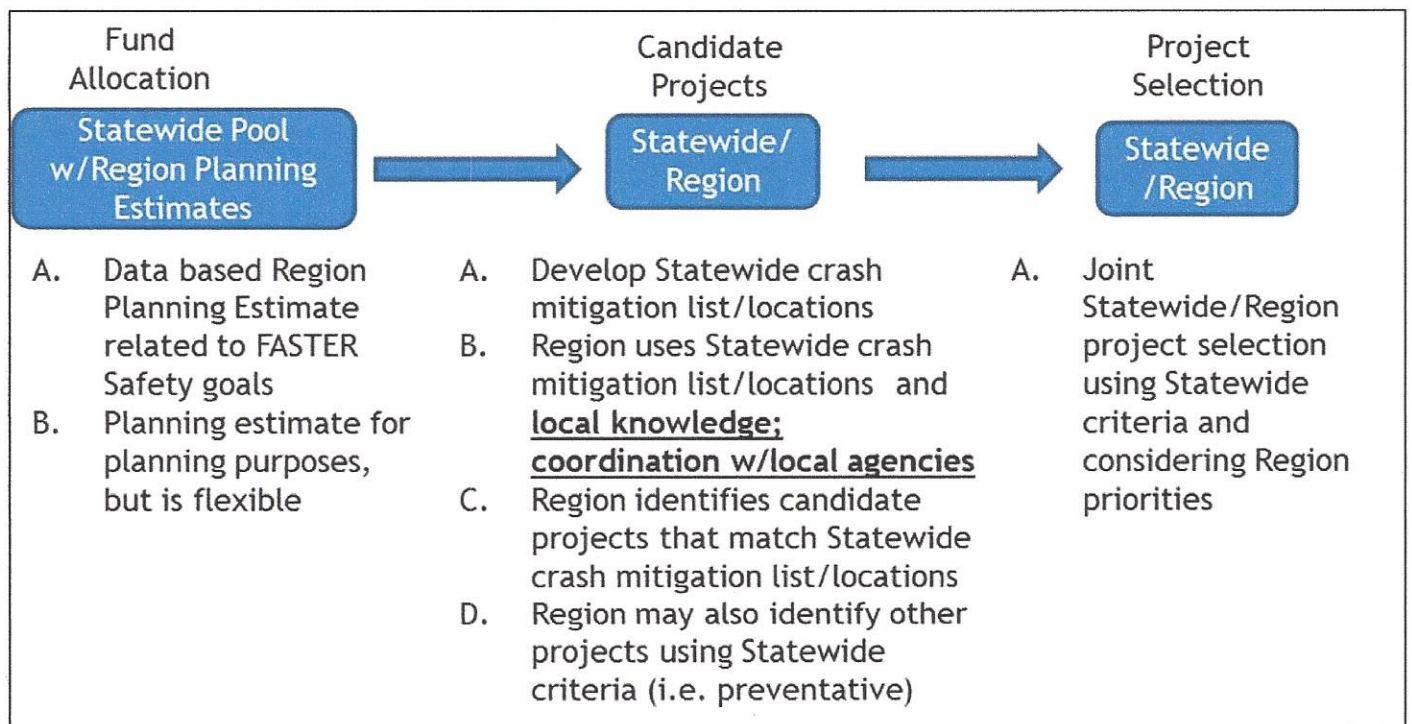 Fund
Allocation
Statewide Pool
w/Region Planning
Estimates
A. Data based Region
Planning Estimate
related to FASTER
Safety goals
B. Planning estimate for
planning purposes,
but is flexible
Candidate
Projects
Statewide/
Region
A. Develop Statewide crash
mitigation list/locations
B. Region uses Statewide crash
mitigation list/locations and
local knowledge;
coordination w/local agencies
C. Region identifies candidate
projects that match Statewide
crash mitigation list/locations
D. Region may also identify other
projects using Statewide
criteria (i.e. preventative)
Project
Selection
Statewide
/Region
A. Joint
Statewide/Region
project selection
using Statewide
criteria and
considering Region
priorities